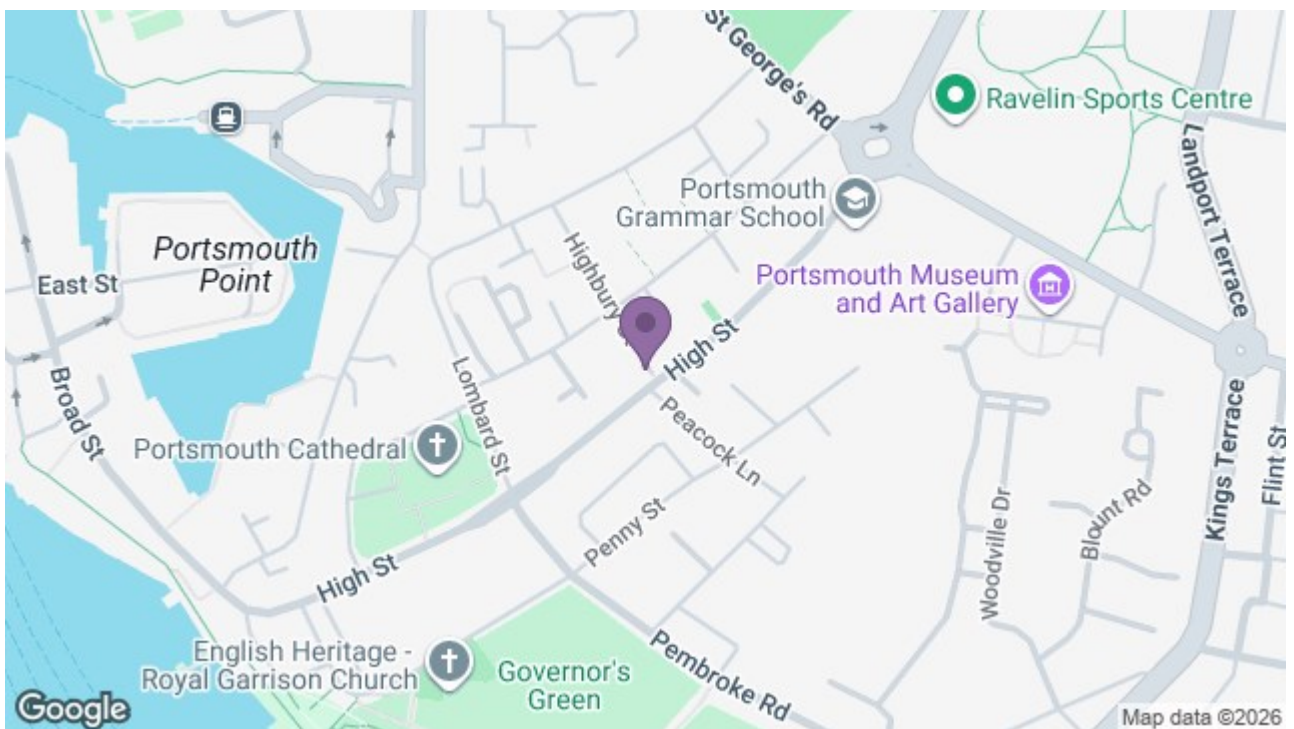 St George's Rd
Ravelin Sports Centre
Landport Terrace
Portsmouth
Grammar School
Portsmouth
Point
East St
Highbury
Portsmouth Museum
and Art Gallery
High St
Broad St
Lombard St
Peacock Ln
Portsmouth Cathedral
Kings Terrace
Flint St
Woodville Dr
Blount Rd
Penny St
High St
English Heritage -
Royal Garrison Church
Governor's
Green
Pembroke Rd
Google
Map data ©2026